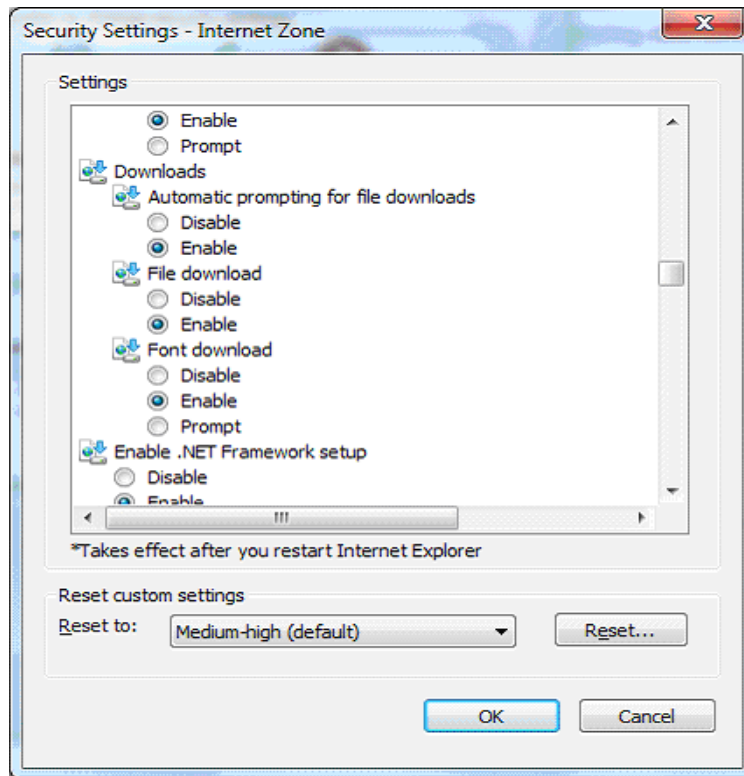 Security Settings - Internet Zone
Settings
Enable
Prompt
Downloads
Automatic prompting for file downloads
Disable
Enable
File download
Disable
Enable
Font download
Disable
Enable
Prompt
Enable .NET Framework setup
Disable
Enable
*Takes effect after you restart Internet Explorer
Reset custom settings
Reset to: Medium-high (default) Reset...
OK Cancel